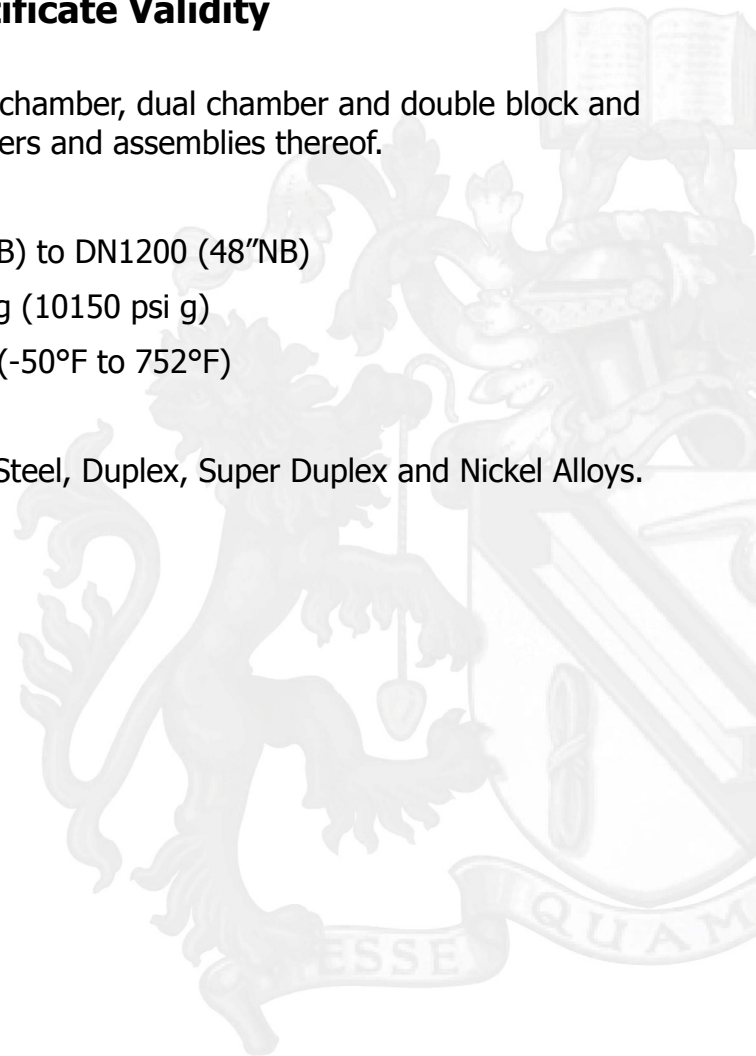 tificate Validity
chamber, dual chamber and double block and
ers and assemblies thereof.
B) to DN1200 (48”NB)
g (10150 psi g)
(-50°F to 752°F)
Steel, Duplex, Super Duplex and Nickel Alloys.
ESSE QUAM